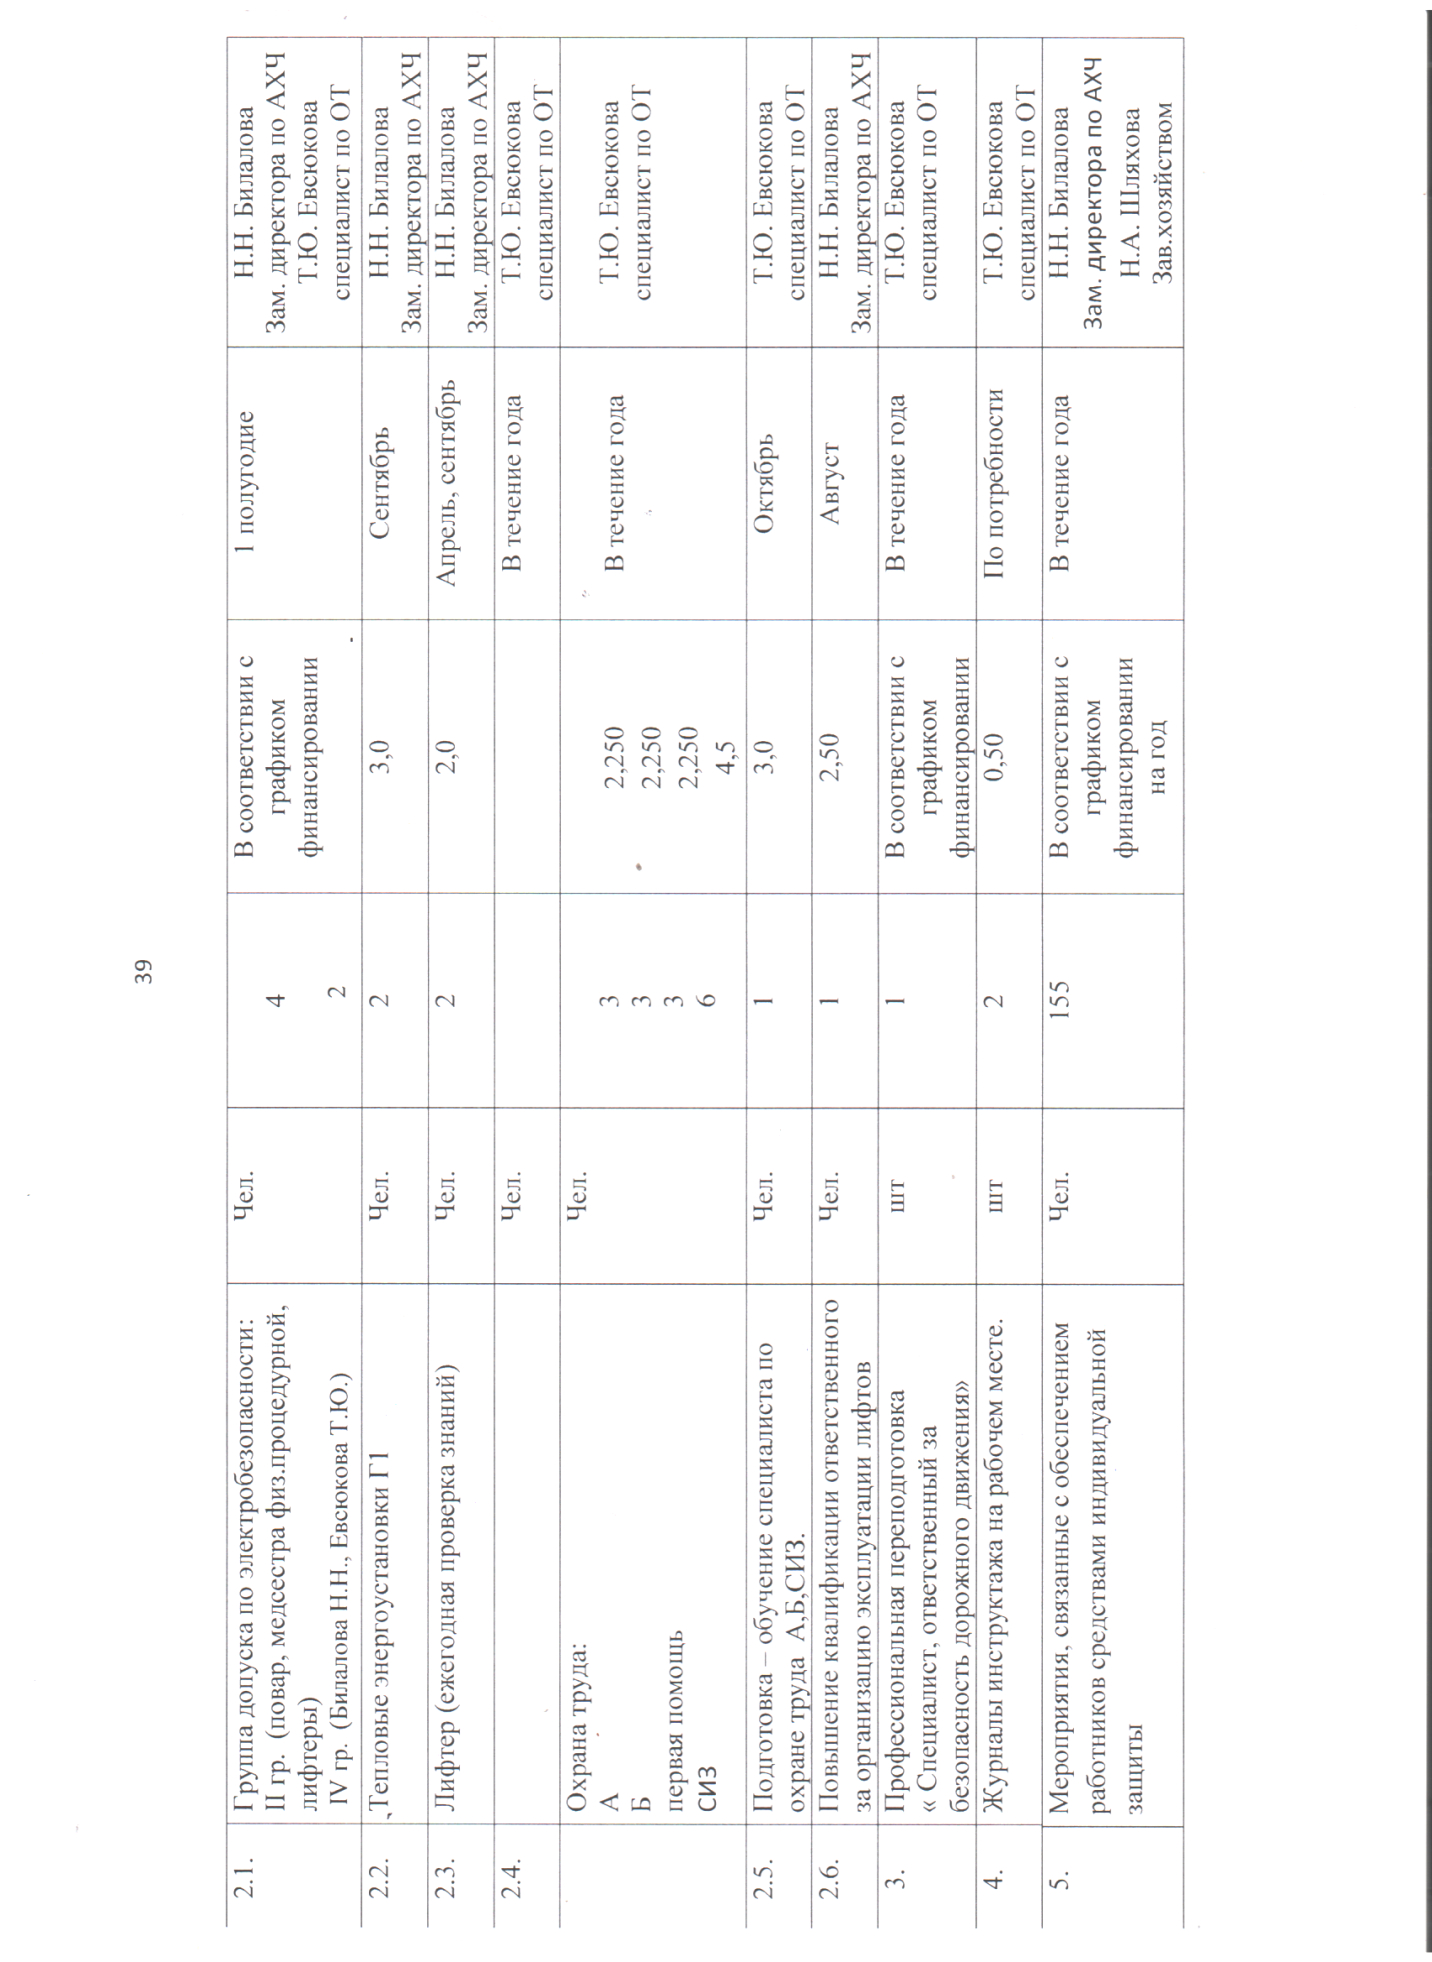 39
2.1.
Группа допуска по электробезопасности:
II гр. (повар, медсестра физ.процедурной,
лифтеры)
IV гр. (Билалова Н.Н., Евсюкова Т.Ю.)
Чел.
4
2
В соответствии с
графиком
финансировании
1 полугодие
Н.Н. Билалова
Зам. директора по АХЧ
Т.Ю. Евсюкова
специалист по ОТ
2.2.
Тепловые энергоустановки Г1
Чел.
2
3,0
Сентябрь
Н.Н. Билалова
Зам. директора по АХЧ
2.3.
Лифтер (ежегодная проверка знаний)
Чел.
2
2,0
Апрель, сентябрь
Н.Н. Билалова
Зам. директора по АХЧ
2.4.
Чел.
В течение года
Т.Ю. Евсюкова
специалист по ОТ
Охрана труда:
А
Б
первая помощь
СИЗ
Чел.
3
3
3
6
2,250
2,250
2,250
4,5
В течение года
Т.Ю. Евсюкова
специалист по ОТ
2.5.
Подготовка – обучение специалиста по
охране труда А,Б,СИЗ.
Чел.
1
3,0
Октябрь
Т.Ю. Евсюкова
специалист по ОТ
2.6.
Повышение квалификации ответственного
за организацию эксплуатации лифтов
Чел.
1
2,50
Август
Н.Н. Билалова
Зам. директора по АХЧ
3.
Профессиональная переподготовка
« Специалист, ответственный за
безопасность дорожного движения»
шт
1
В соответствии с
графиком
финансировании
В течение года
Т.Ю. Евсюкова
специалист по ОТ
4.
Журналы инструктажа на рабочем месте.
шт
2
0,50
По потребности
Т.Ю. Евсюкова
специалист по ОТ
5.
Мероприятия, связанные с обеспечением
работников средствами индивидуальной
защиты
Чел.
155
В соответствии с
графиком
финансировании
на год
В течение года
Н.Н. Билалова
Зам. директора по АХЧ
Н.А. Шляхова
Зав.хозяйством